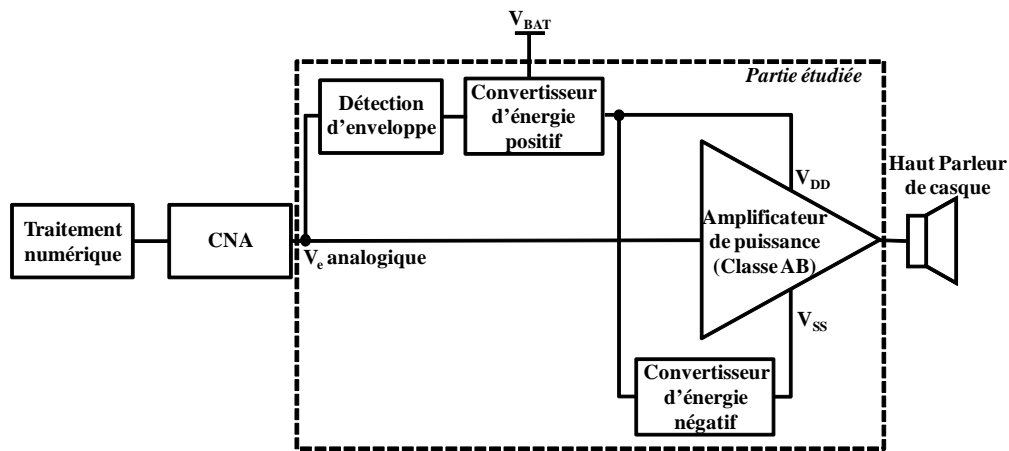 V_BAT
Partie étudiée
Détection
d'enveloppe
Convertisseur
d'énergie
positif
Haut Parleur
de casque
V_DD
Traitement
numérique
CNA
V_e analogique
Amplificateur
de puissance
(Classe AB)
V_SS
Convertisseur
d'énergie
négatif